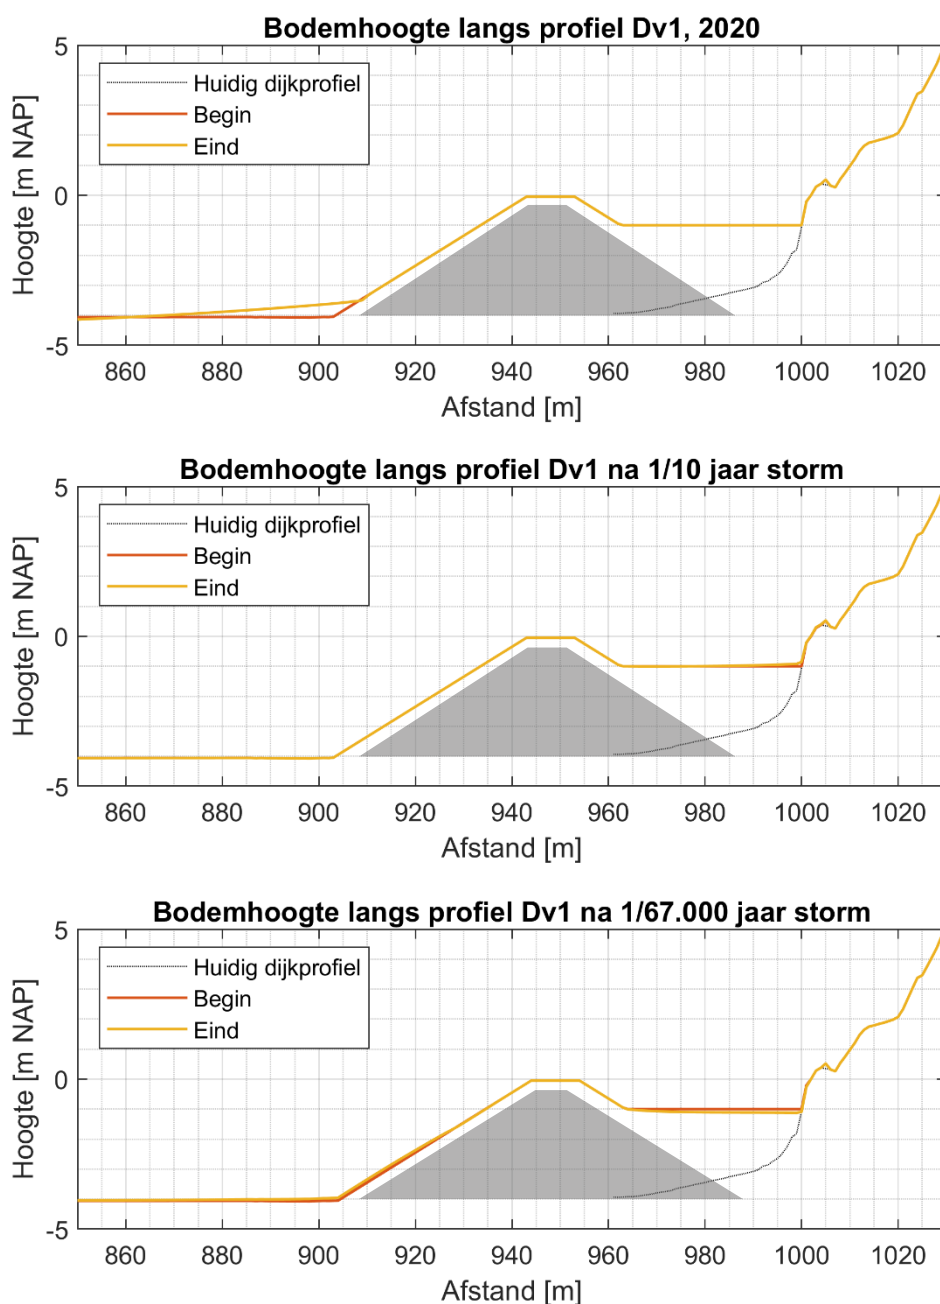 Bodemhoogte langs profiel Dv1, 2020
5
0
-5
Hoogte [m NAP]
Huidig dijkprofiel
Begin
Eind
860 880 900 920 940 960 980 1000 1020
Afstand [m]
Bodemhoogte langs profiel Dv1 na 1/10 jaar storm
5
0
-5
Hoogte [m NAP]
Huidig dijkprofiel
Begin
Eind
860 880 900 920 940 960 980 1000 1020
Afstand [m]
Bodemhoogte langs profiel Dv1 na 1/67.000 jaar storm
5
0
-5
Hoogte [m NAP]
Huidig dijkprofiel
Begin
Eind
860 880 900 920 940 960 980 1000 1020
Afstand [m]